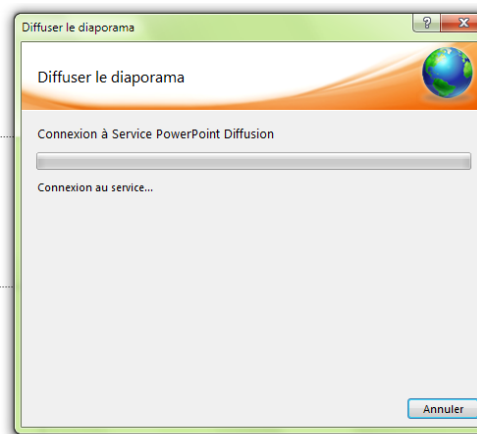 Diffuser le diaporama
Diffuser le diaporama
Connexion à Service PowerPoint Diffusion
Connexion au service...
Annuler